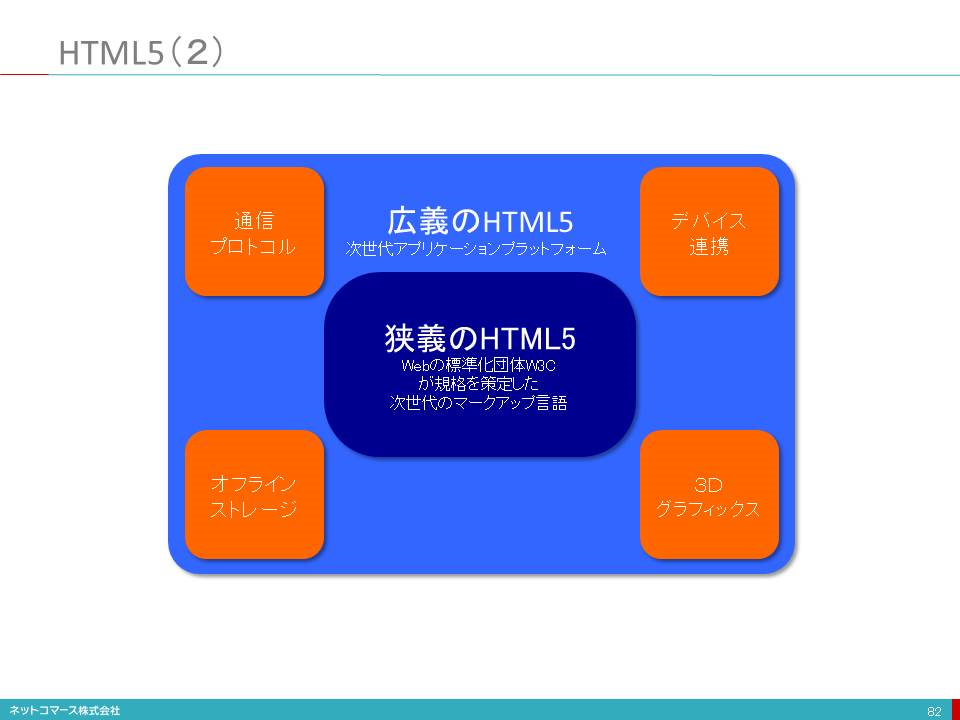 HTML5（２）
通信
プロトコル
広義のHTML5
次世代アプリケーションプラットフォーム
デバイス
連携
狭義のHTML5
Webの標準化団体W3C
が規格を策定した
次世代のマークアップ言語
オフライン
ストレージ
３D
グラフィックス
ネットコマース株式会社
82